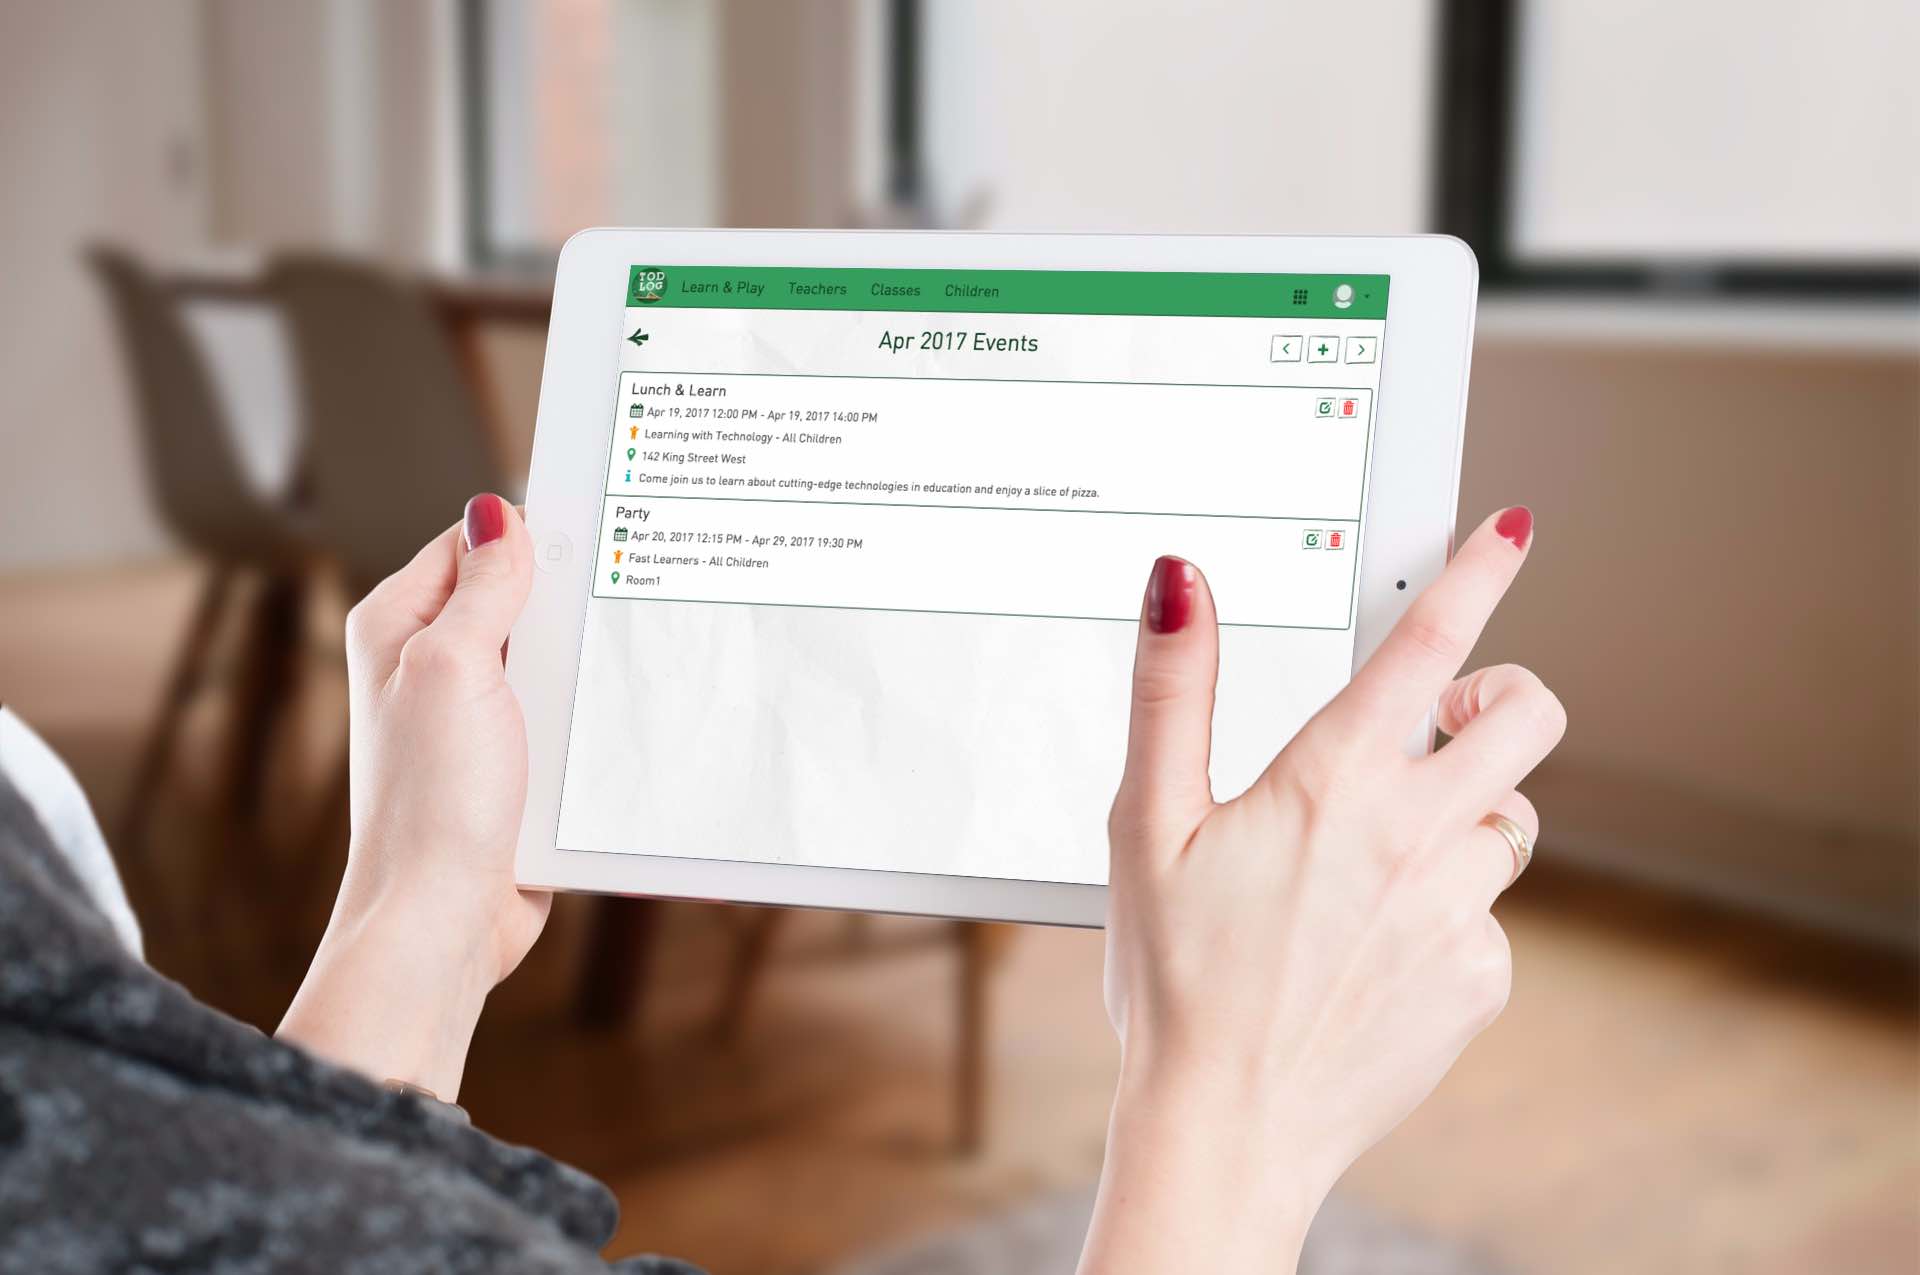 TOD
LOG
Learn & Play Teachers Classes Children
Apr 2017 Events
Lunch & Learn
Apr 19, 2017 12:00 PM - Apr 19, 2017 14:00 PM
Learning with Technology - All Children
142 King Street West
Come join us to learn about cutting-edge technologies in education and enjoy a slice of pizza.
Party
Apr 20, 2017 12:15 PM - Apr 29, 2017 19:30 PM
Fast Learners - All Children
Room1